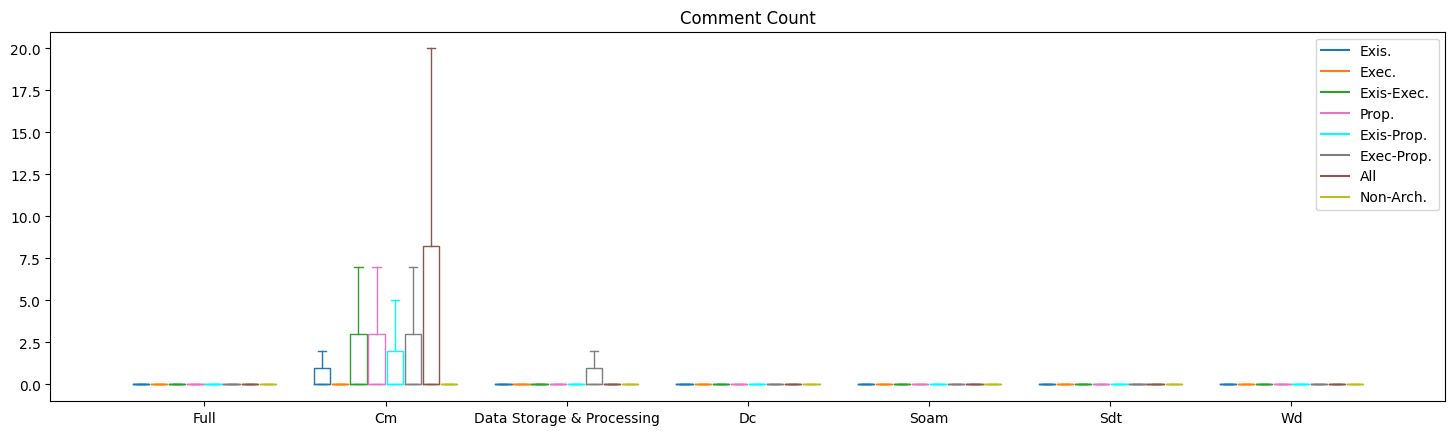 Comment Count
20.0
17.5
15.0
12.5
10.0
7.5
5.0
2.5
0.0
Exis.
Exec.
Exis-Exec.
Prop.
Exis-Prop.
Exec-Prop.
All
Non-Arch.
Full Cm Data Storage & Processing Dc Soam Sdt Wd